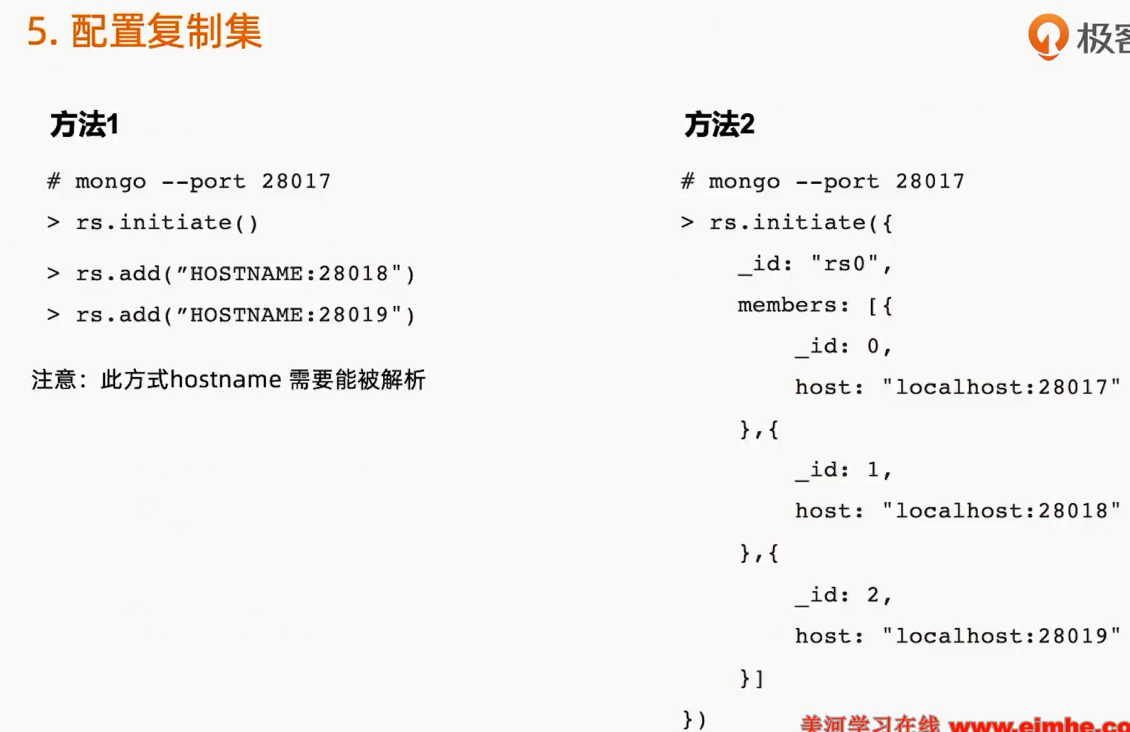 5. 配置复制集
极客
方法1
# mongo --port 28017
> rs.initiate()
> rs.add(”HOSTNAME:28018")
> rs.add(”HOSTNAME:28019")
注意：此方式hostname 需要能被解析
方法2
# mongo --port 28017
> rs.initiate({
_id: "rs0",
members: [{
_id: 0,
host: "localhost:28017"
},{
_id: 1,
host: "localhost:28018"
},{
_id: 2,
host: "localhost:28019"
}]
})
美河学习在线 www.eimhe.co